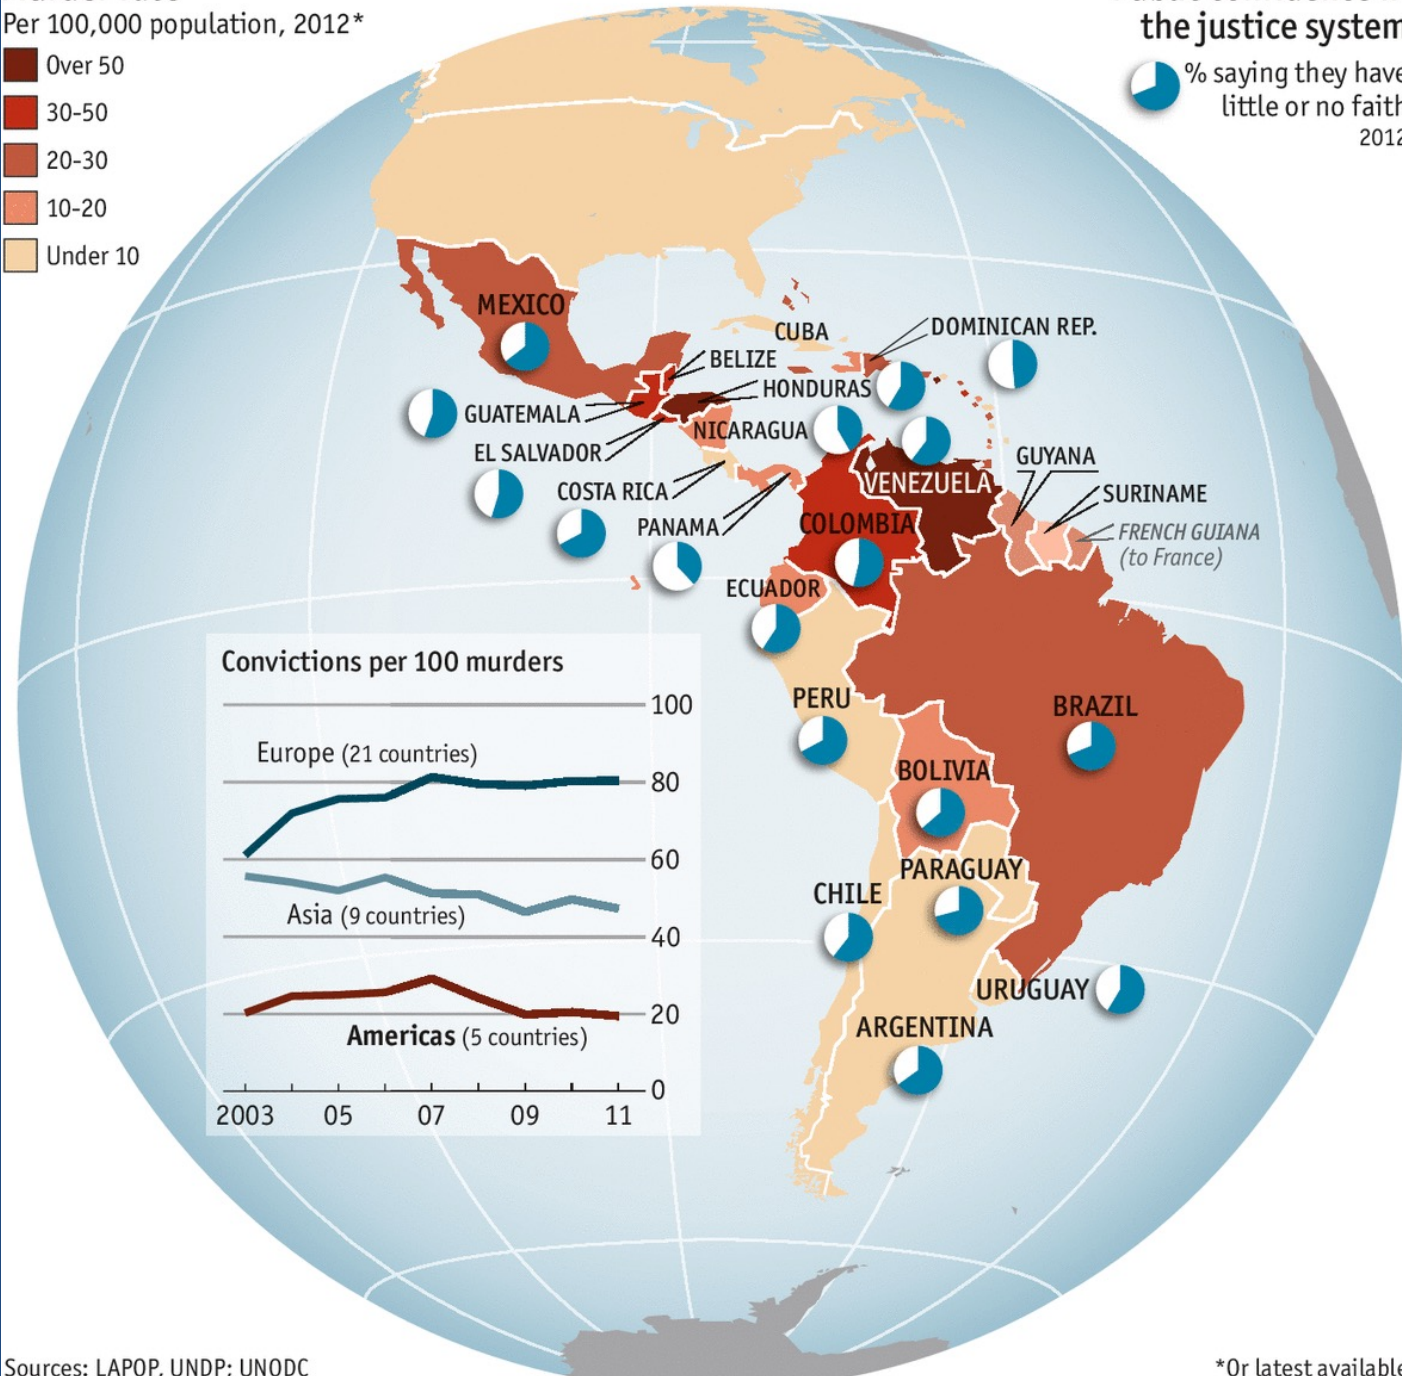 Per 100,000 population, 2012*
Over 50
30-50
20-30
10-20
Under 10
the justice system
% saying they have
little or no faith
2012
MEXICO
CUBA
DOMINICAN REP.
BELIZE
HONDURAS
GUATEMALA
NICARAGUA
EL SALVADOR
GUYANA
VENEZUELA
COSTA RICA
SURINAME
PANAMA
COLOMBIA
FRENCH GUIANA
(to France)
ECUADOR
Convictions per 100 murders
100
Europe (21 countries)
80
60
Asia (9 countries)
40
20
Americas (5 countries)
0
2003 05 07 09 11
PERU
BRAZIL
BOLIVIA
PARAGUAY
CHILE
URUGUAY
ARGENTINA
Sources: LAPOP, UNDP; UNODC
*Or latest available